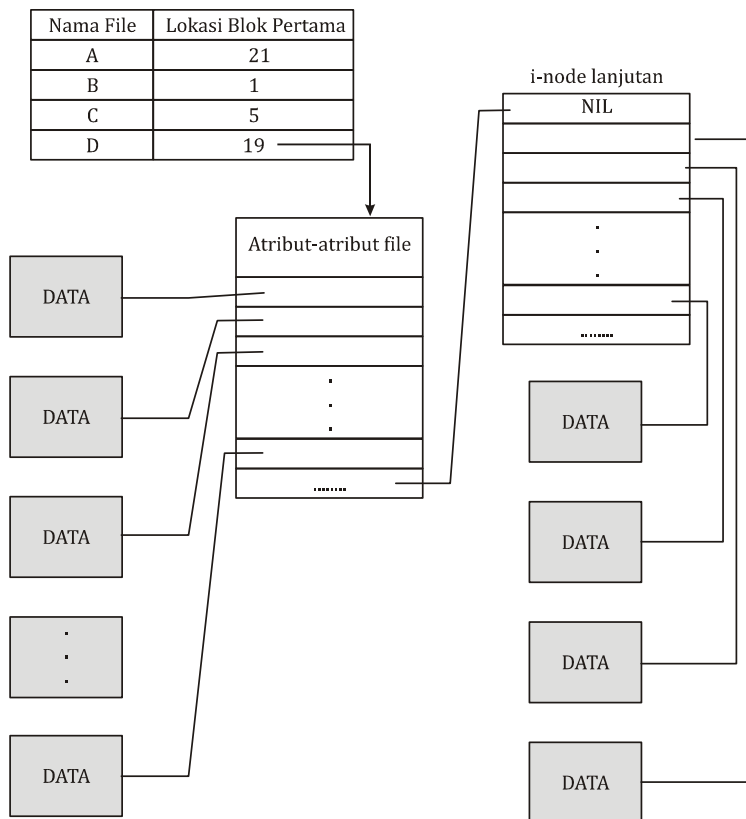 Nama File Lokasi Blok Pertama
A 21
B 1
C 5
D 19
i-node lanjutan
NIL
Atribut-atribut file
DATA
DATA
DATA
DATA
DATA
DATA
DATA
DATA